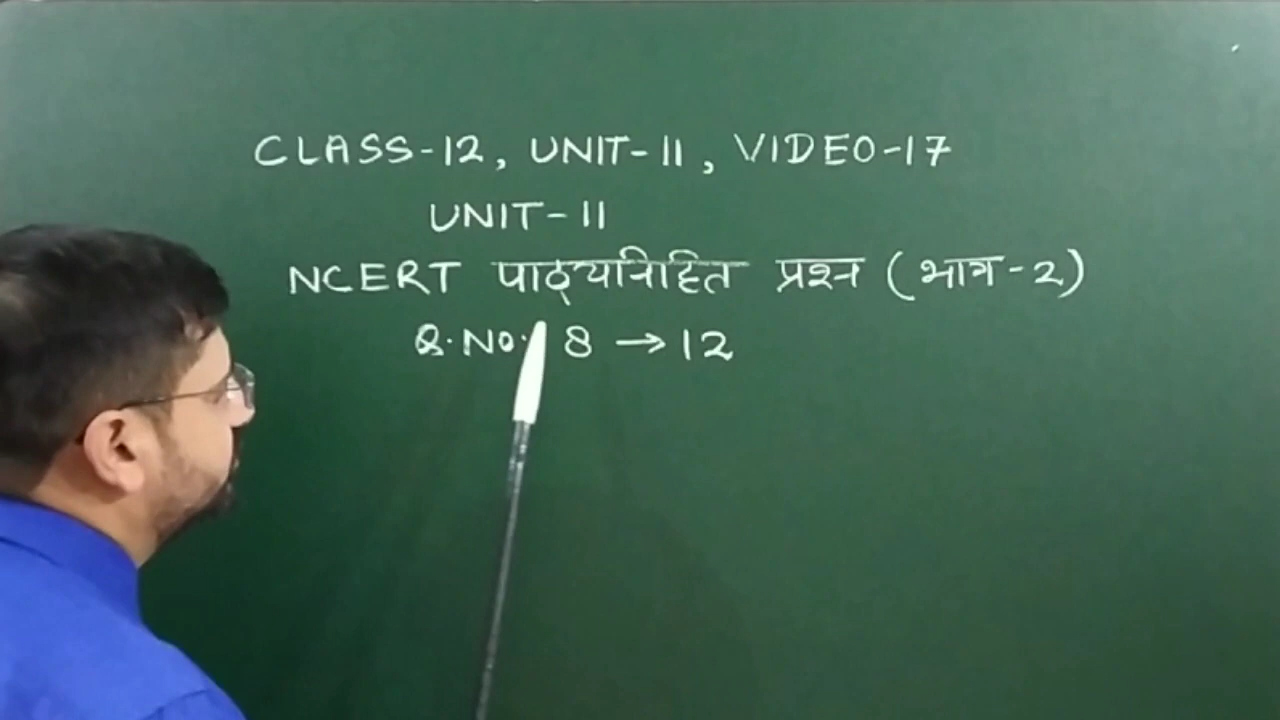 CLASS-12, UNIT-11, VIDEO-17
UNIT-11
NCERT पाठ्यनिहित प्रश्न (भाग-2)
Q.No. 8 → 12